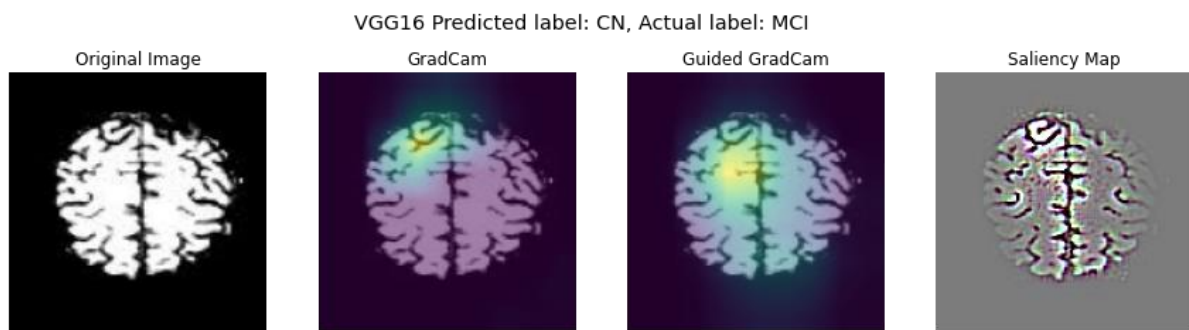 VGG16 Predicted label: CN, Actual label: MCI
Original Image
GradCam
Guided GradCam
Saliency Map